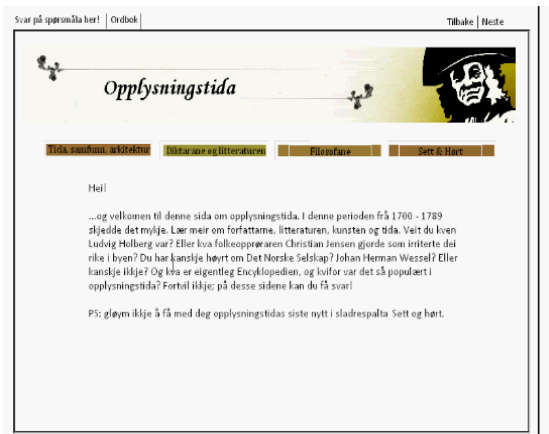 Svar på spørsmåla her! Ordbok Tilbake Neste
Opplysningstida
Tida, samfunn, arkitektur Diktarane og litteraturen Filosofane Sett & Hørt
Hei!
...og velkomen til denne sida om opplysningstida. I denne perioden frå 1700 - 1789
skjedde det mykje. Lær meir om forfattarne, litteraturen, kunsten og tida. Veit du kven
Ludvig Holberg var? Eller kva folkeopprøraren Christian Jensen gjorde som irriterte dei
rike i byen? Du har kanskje høyrt om Det Norske Selskap? Johan Herman Wessel? Eller
kanskje ikkje? Og kva er eigentleg Encyklopedien, og kvifor var det så populært i
opplysningstida? Fortvil ikkje; på desse sidene kan du få svar!
PS: gløym ikkje å få med deg opplysningstidas siste nytt i sladrespalta Sett og hørt.